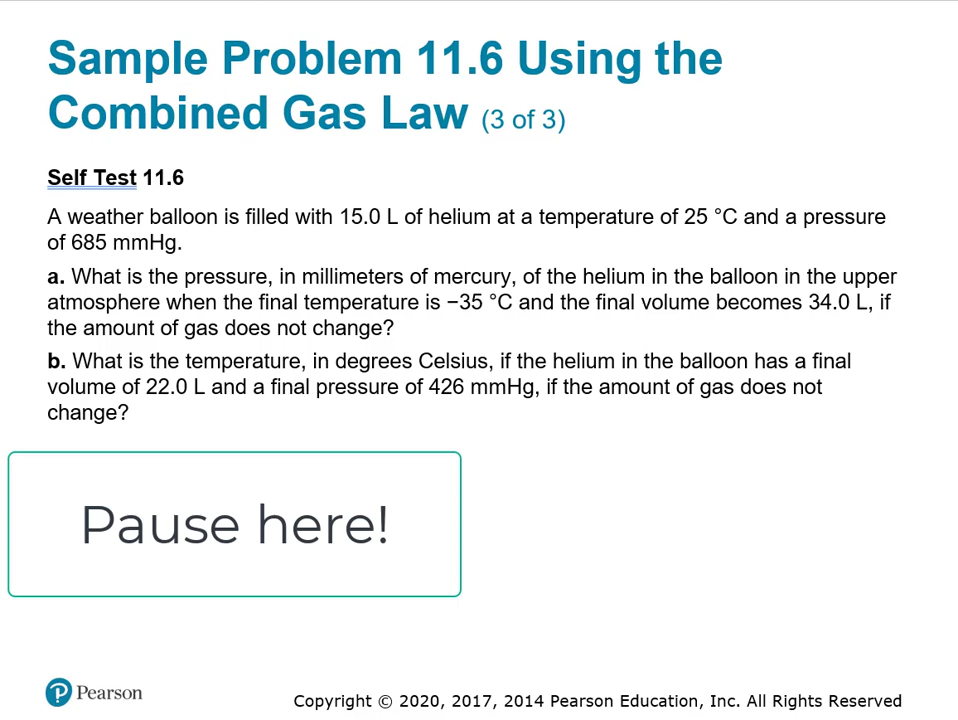 Sample Problem 11.6 Using the
Combined Gas Law (3 of 3)
Self Test 11.6
A weather balloon is filled with 15.0 L of helium at a temperature of 25 °C and a pressure
of 685 mmHg.
a. What is the pressure, in millimeters of mercury, of the helium in the balloon in the upper
atmosphere when the final temperature is −35 °C and the final volume becomes 34.0 L, if
the amount of gas does not change?
b. What is the temperature, in degrees Celsius, if the helium in the balloon has a final
volume of 22.0 L and a final pressure of 426 mmHg, if the amount of gas does not
change?
Pause here!
Pearson
Copyright © 2020, 2017, 2014 Pearson Education, Inc. All Rights Reserved